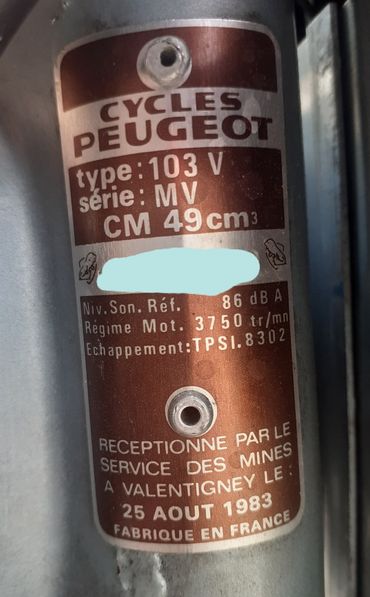 CYCLES
PEUGEOT
type: 103 V
série: MV
CM 49cm³
Niv. Son. Réf. 86 dB A
Régime Mot. 3750 tr/mn
Echappement: TPSI. 8302
RECEPTIONNE PAR LE
SERVICE DES MINES
A VALENTIGNEY LE :
25 AOUT 1983
FABRIQUE EN FRANCE